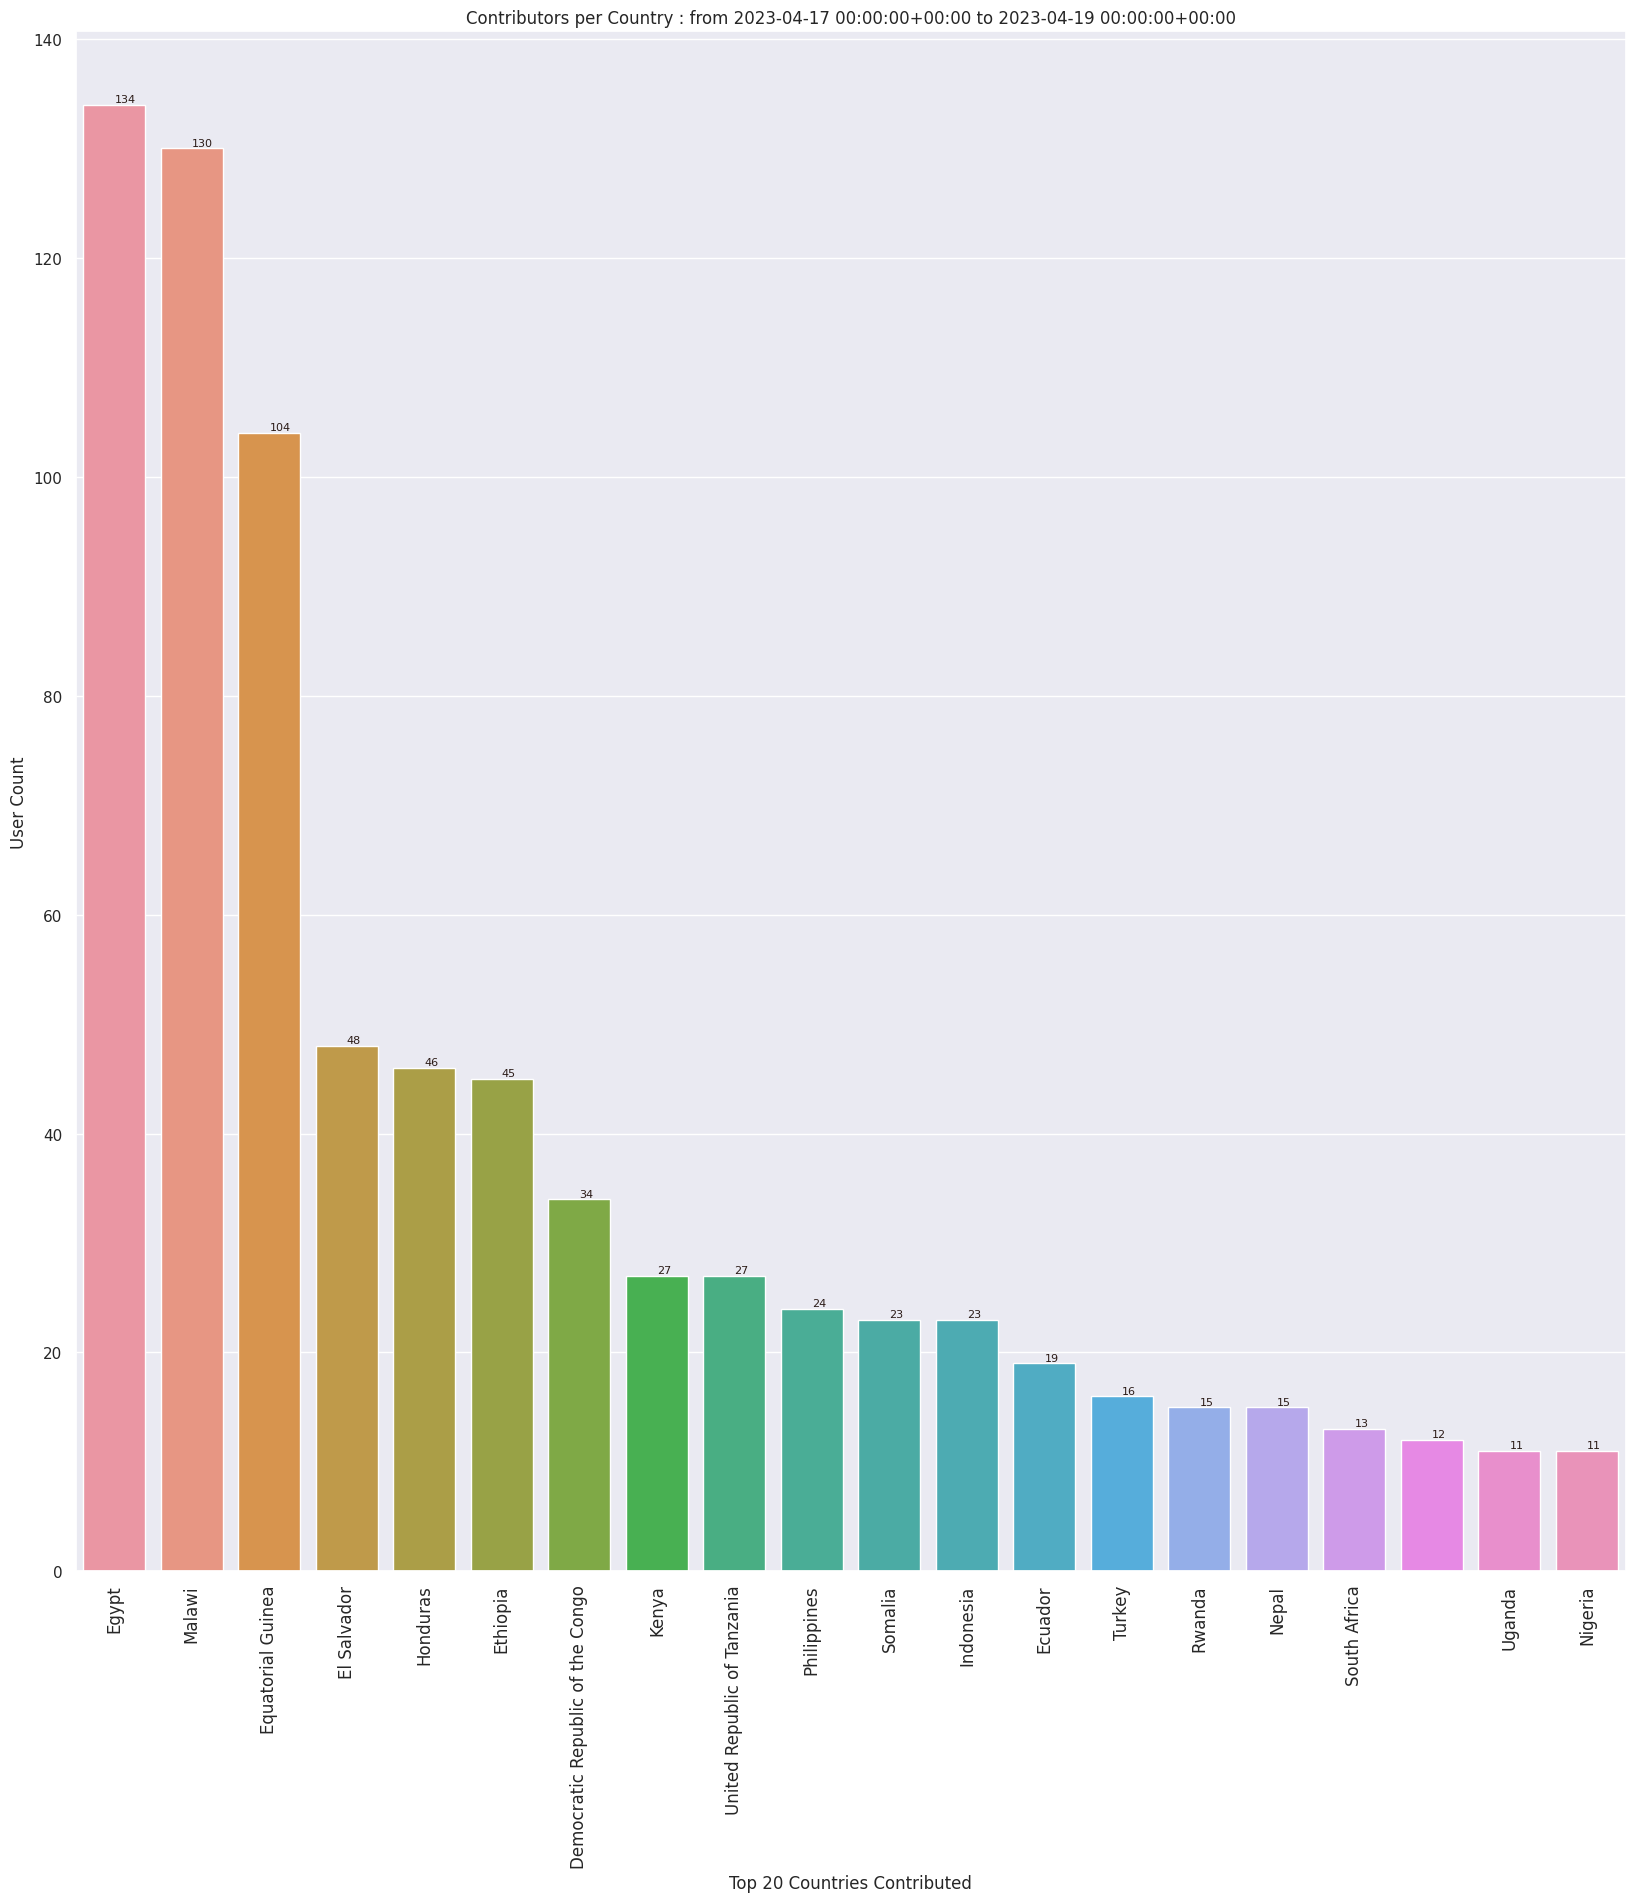 Contributors per Country : from 2023-04-17 00:00:00+00:00 to 2023-04-19 00:00:00+00:00
User Count
140
120
100
80
60
40
20
0
134
130
104
48
46
45
34
27
27
24
23
23
19
16
15
15
13
12
11
11
Egypt
Malawi
Equatorial Guinea
El Salvador
Honduras
Ethiopia
Democratic Republic of the Congo
Kenya
United Republic of Tanzania
Philippines
Somalia
Indonesia
Ecuador
Turkey
Rwanda
Nepal
South Africa
Uganda
Nigeria
Top 20 Countries Contributed